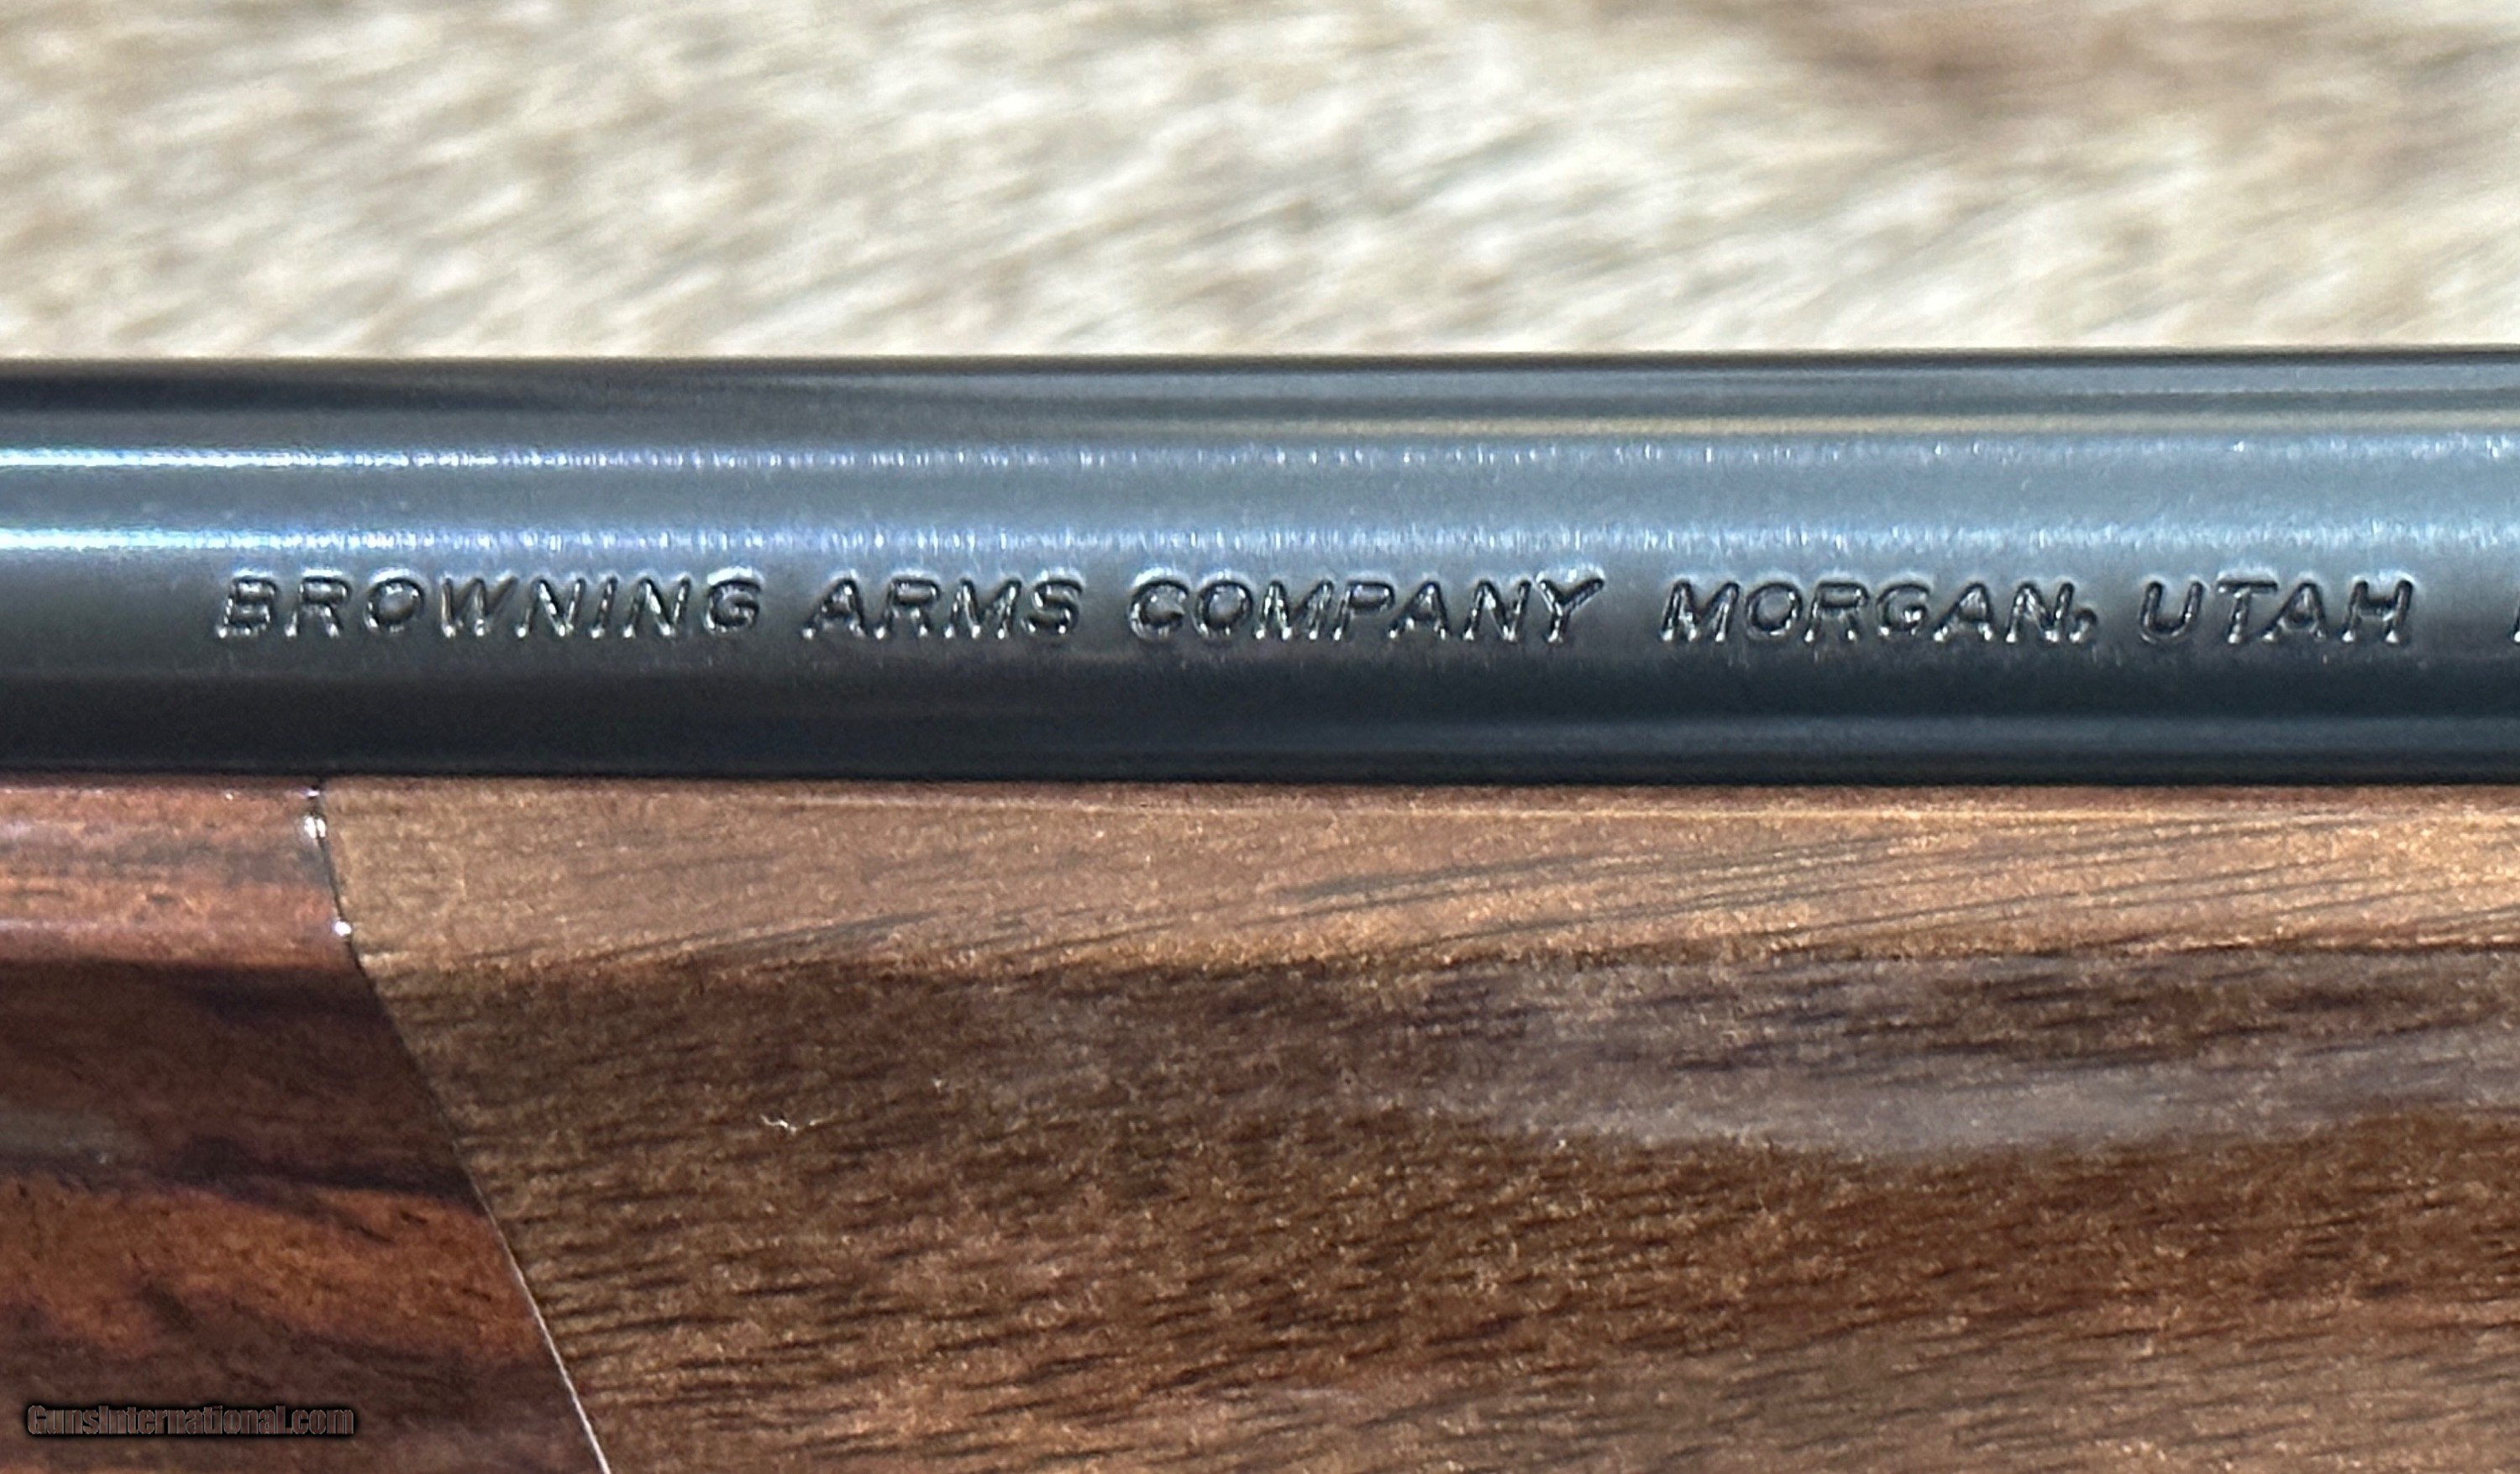 BROWNING ARMS COMPANY MORGAN, UTAH
GunsInternational.com